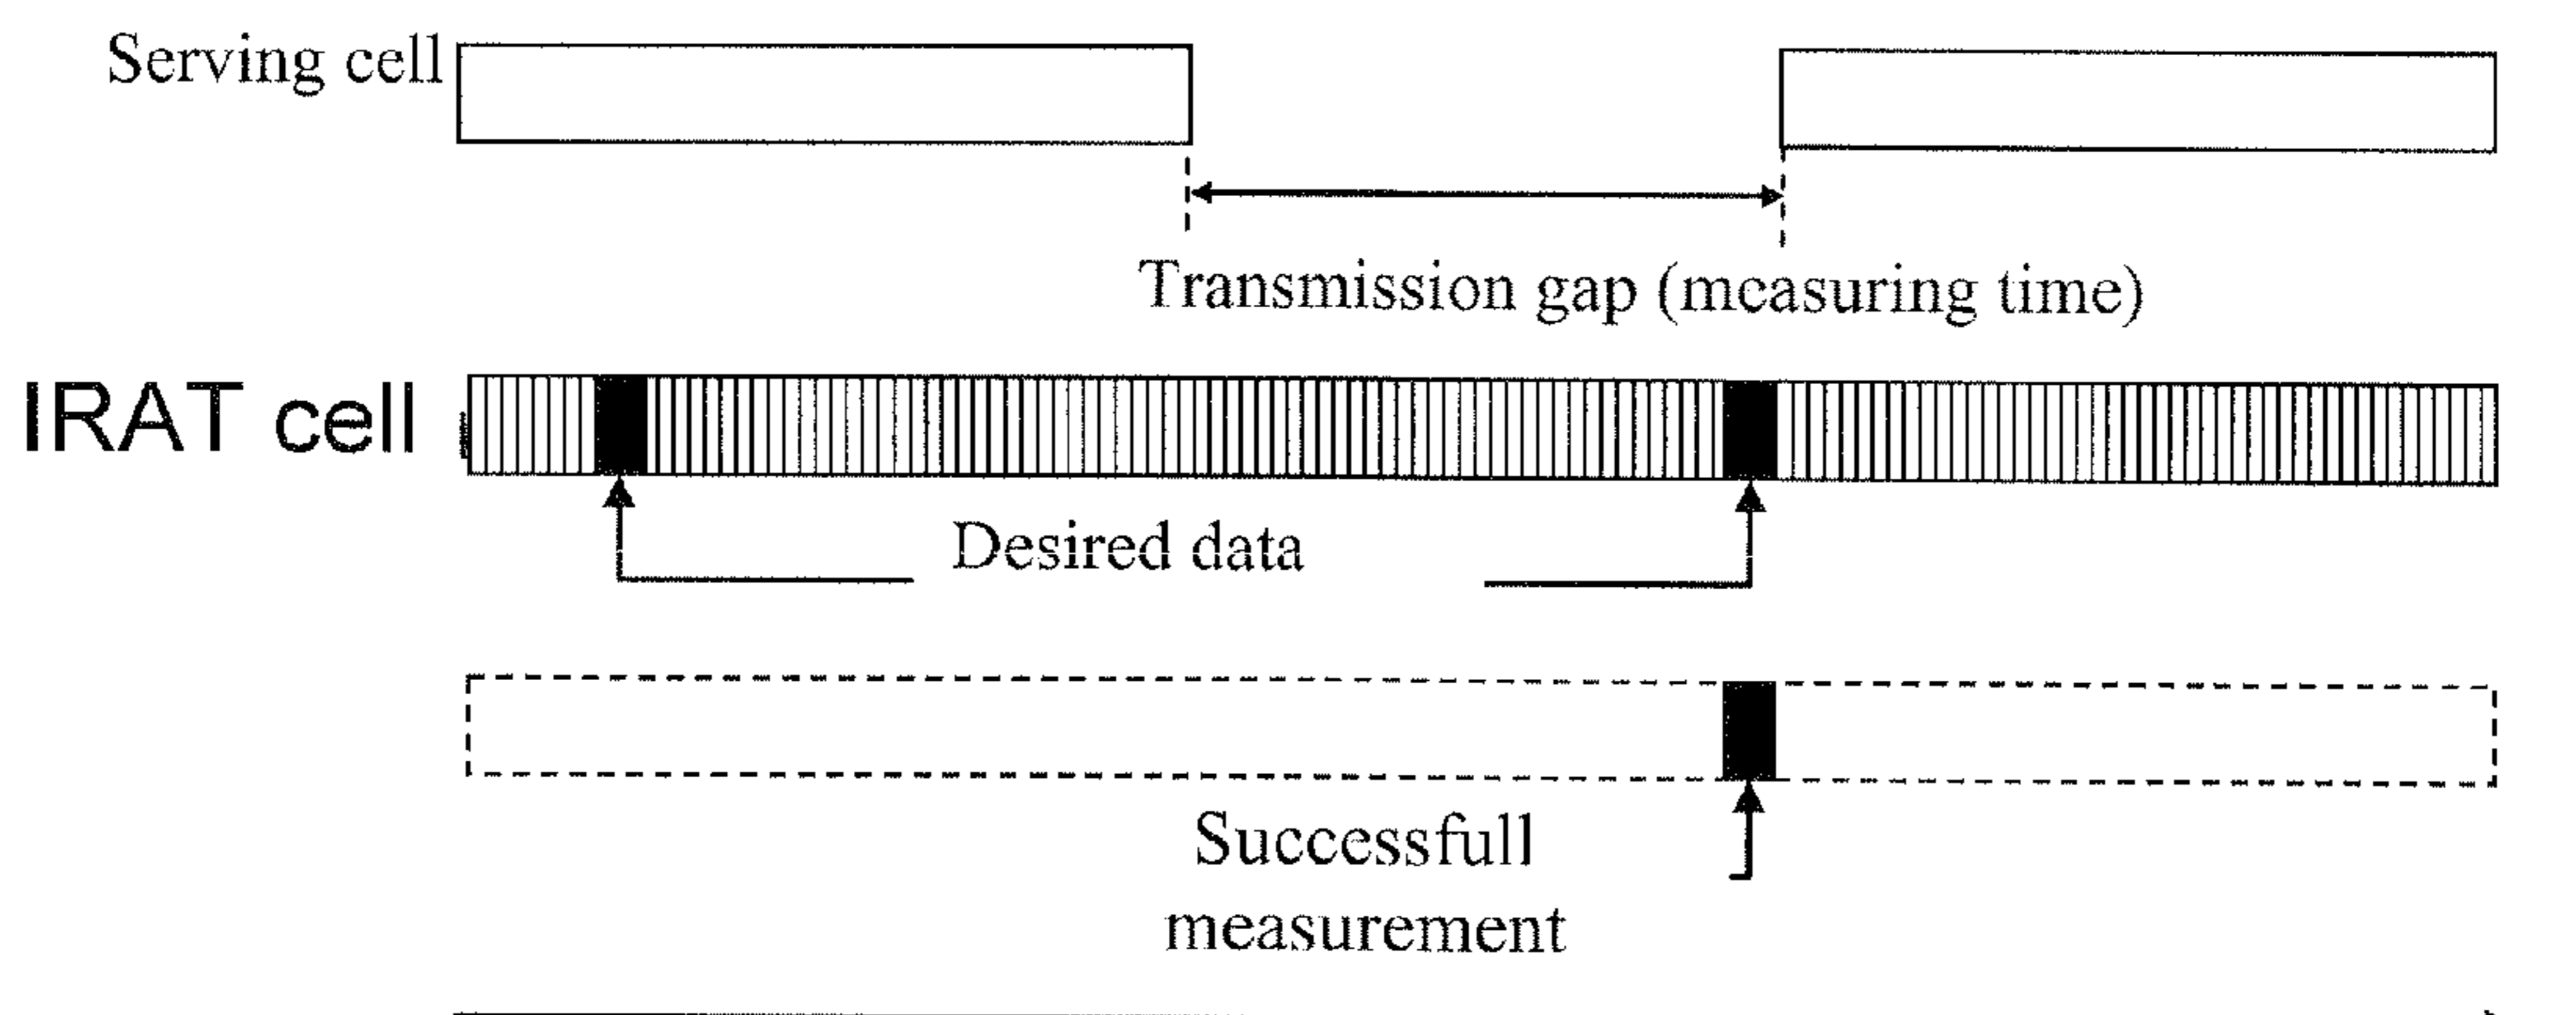 Serving cell
Transmission gap (measuring time)
IRAT cell
Desired data
Successfull
measurement